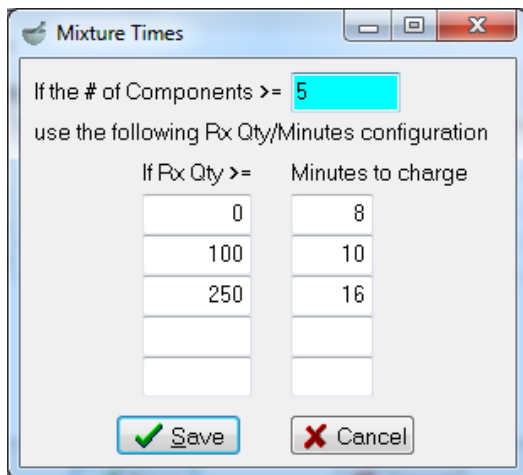 Mixture Times
If the # of Components >= 5
use the following Rx Qty/Minutes configuration
If Rx Qty >= Minutes to charge
0 8
100 10
250 16
Save Cancel